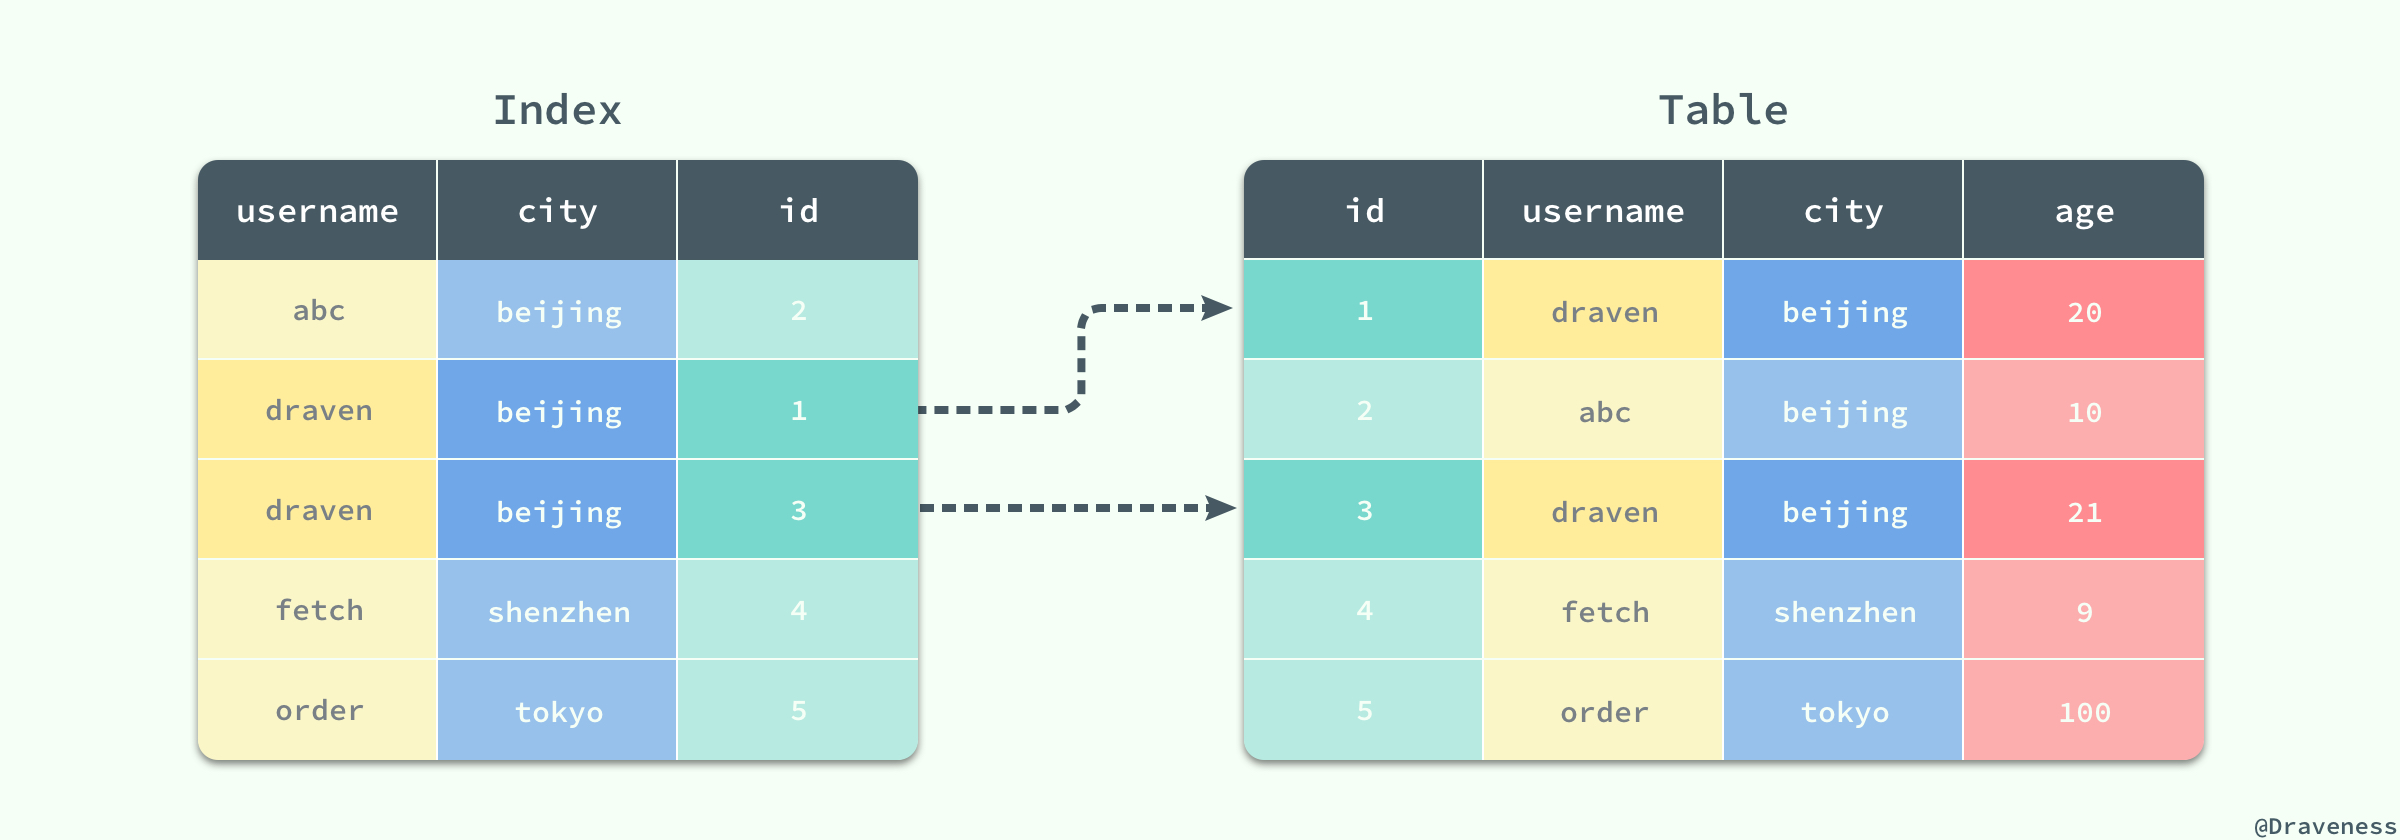 Index
username city id
abc beijing 2
draven beijing 1
draven beijing 3
fetch shenzhen 4
order tokyo 5
Table
id username city age
1 draven beijing 20
2 abc beijing 10
3 draven beijing 21
4 fetch shenzhen 9
5 order tokyo 100
@Draveness